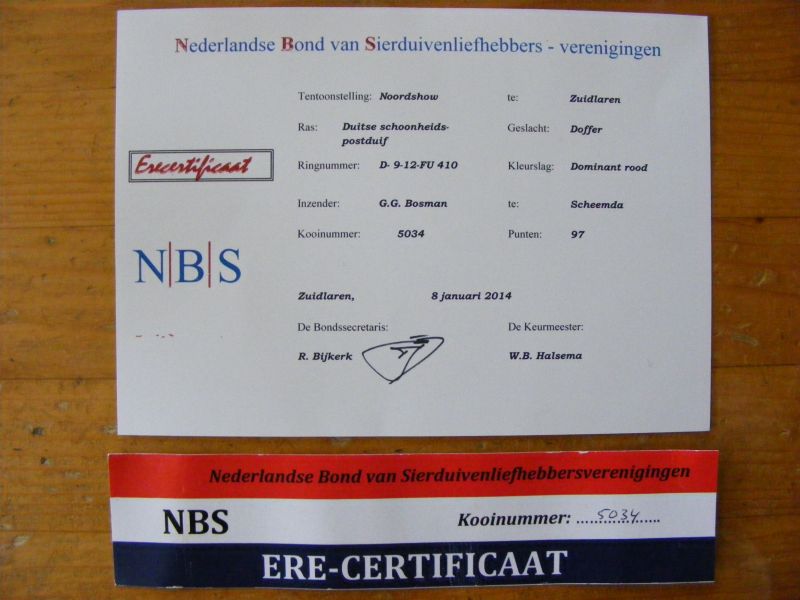 Nederlandse Bond van Sierduivenliefhebbers - verenigingen
Tentoonstelling: Noordshow te: Zuidlaren
Ras: Duitse schoonheids- Geslacht: Doffer
postduif
Erecertificaat
Ringnummer: D- 9-12-FU 410 Kleurslag: Dominant rood
Inzender: G.G. Bosman te: Scheemda
Kooinummer: 5034 Punten: 97
N|B|S
Zuidlaren, 8 januari 2014
De Bondssecretaris: De Keurmeester:
R. Bijkerk W.B. Halsema
Nederlandse Bond van Sierduivenliefhebbersverenigingen
NBS Kooinummer: ....5034.....
ERE-CERTIFICAAT